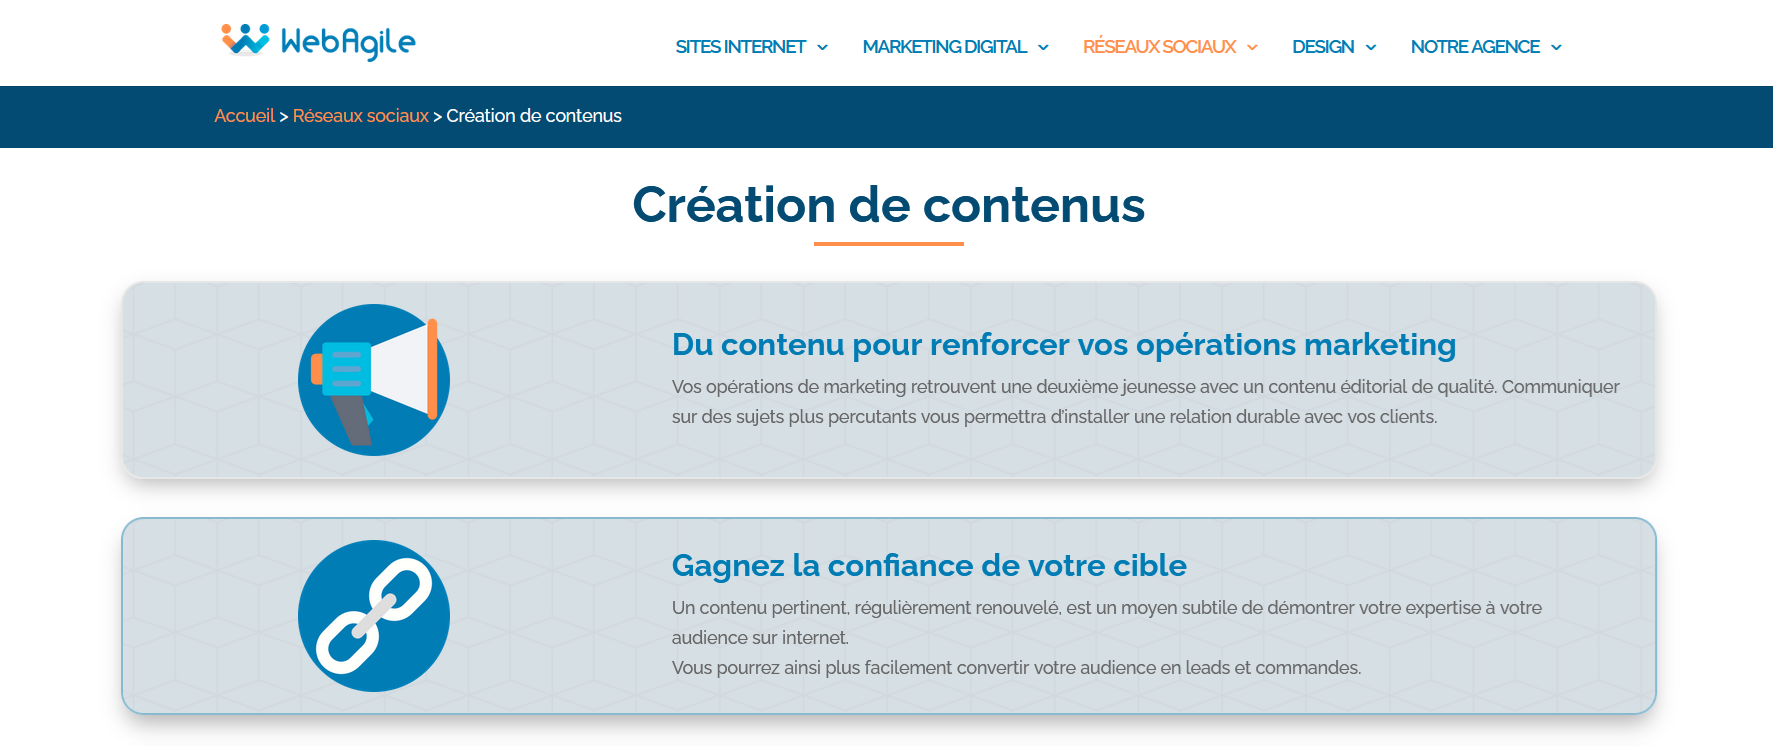 WebAgile
SITES INTERNET
MARKETING DIGITAL
RÉSEAUX SOCIAUX
DESIGN
NOTRE AGENCE
Accueil > Réseaux sociaux > Création de contenus
Création de contenus
Du contenu pour renforcer vos opérations marketing
Vos opérations de marketing retrouvent une deuxième jeunesse avec un contenu éditorial de qualité. Communiquer
sur des sujets plus percutants vous permettra d'installer une relation durable avec vos clients.
Gagnez la confiance de votre cible
Un contenu pertinent, régulièrement renouvelé, est un moyen subtile de démontrer votre expertise à votre
audience sur internet.
Vous pourrez ainsi plus facilement convertir votre audience en leads et commandes.